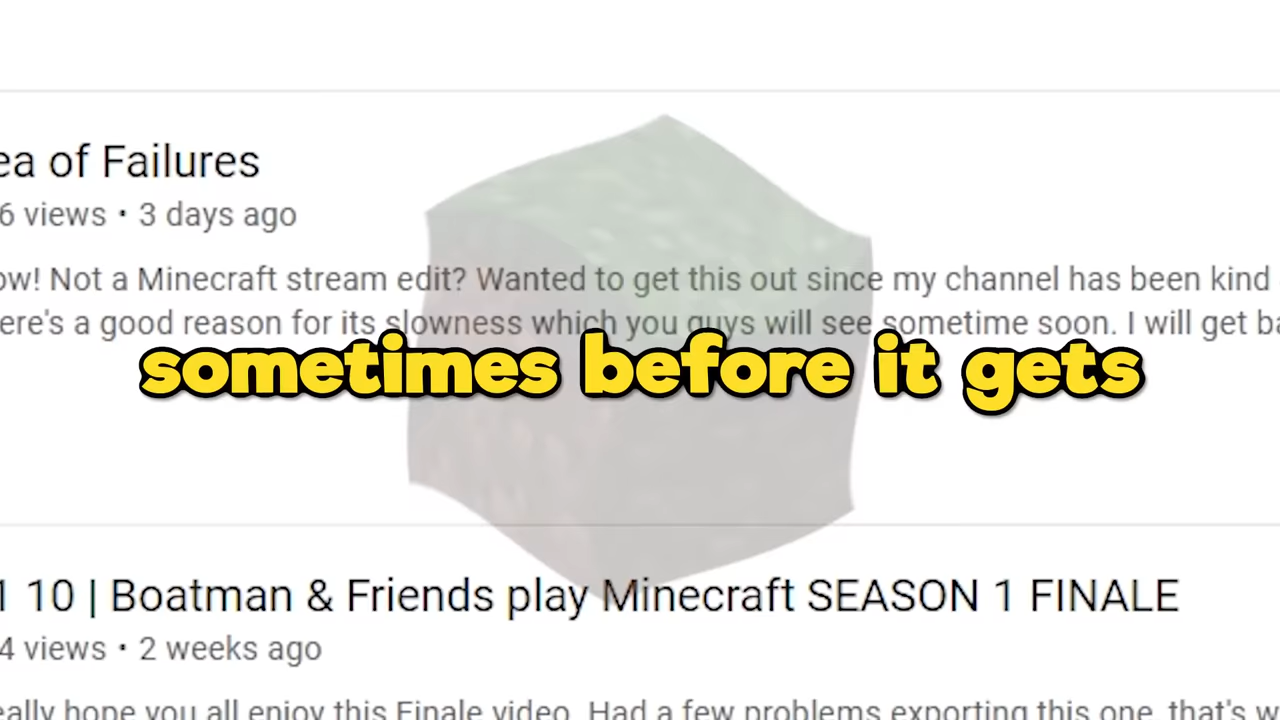 ea of Failures
6 views • 3 days ago
ow! Not a Minecraft stream edit? Wanted to get this out since my channel has been kind
ere's a good reason for its slowness which you guys will see sometime soon. I will get ba
sometimes before it gets
1 10 | Boatman & Friends play Minecraft SEASON 1 FINALE
4 views • 2 weeks ago
eally hope you all enjoy this Finale video. Had a few problems exporting this one, that's w